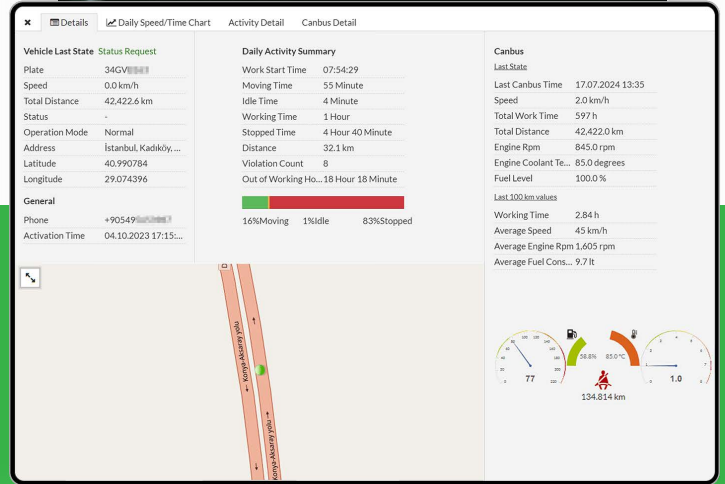 Details
Daily Speed/Time Chart
Activity Detail
Canbus Detail
Vehicle Last State Status Request
Plate 34GV
Speed 0.0 km/h
Total Distance 42,422.6 km
Status -
Operation Mode Normal
Address İstanbul, Kadıköy, ...
Latitude 40.990784
Longitude 29.074396
General
Phone +90549
Activation Time 04.10.2023 17:15:...
Daily Activity Summary
Work Start Time 07:54:29
Moving Time 55 Minute
Idle Time 4 Minute
Working Time 1 Hour
Stopped Time 4 Hour 40 Minute
Distance 32.1 km
Violation Count 8
Out of Working Ho... 18 Hour 18 Minute
16%Moving 1%Idle 83%Stopped
Canbus
Last State
Last Canbus Time 17.07.2024 13:35
Speed 2.0 km/h
Total Work Time 597 h
Total Distance 42,422.0 km
Engine Rpm 845.0 rpm
Engine Coolant Te... 85.0 degrees
Fuel Level 100.0 %
Last 100 km values
Working Time 2.84 h
Average Speed 45 km/h
Average Engine Rpm 1,605 rpm
Average Fuel Cons... 9.7 lt
77
58.8%
85.0 °C
1.0
134.814 km
Konya-Aksaray yolu
Konya-Aksaray yolu